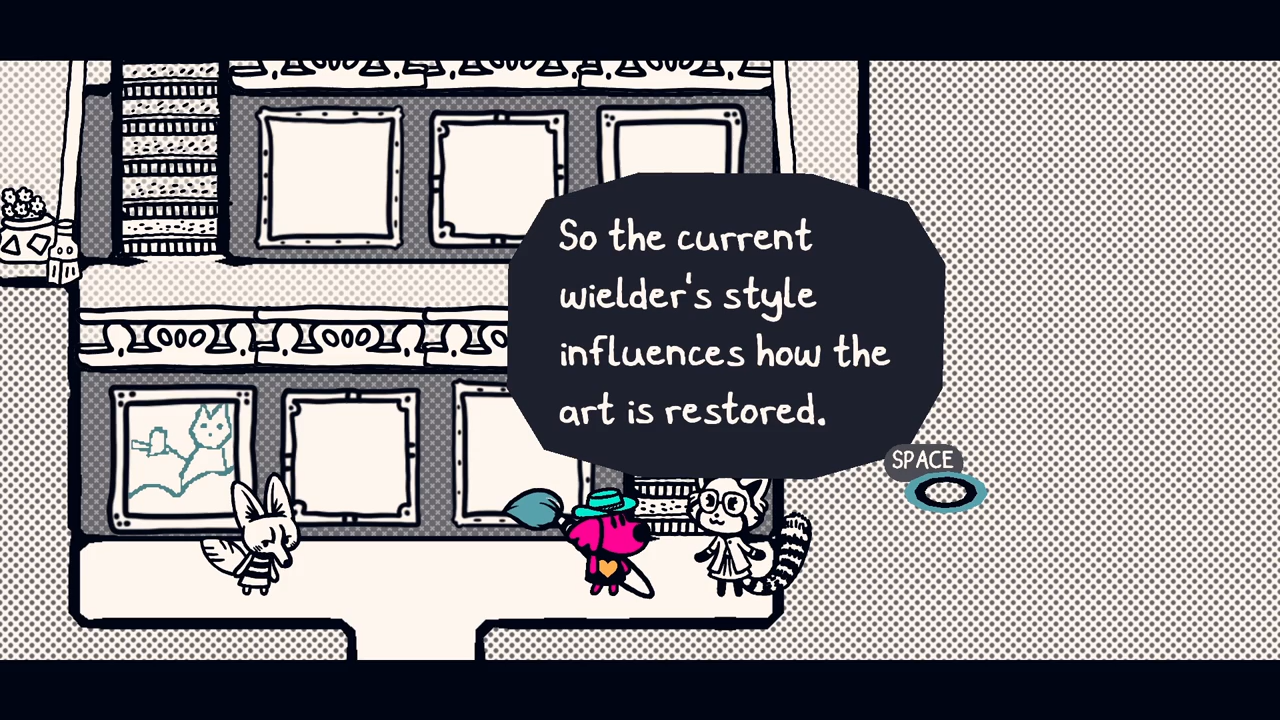 So the current
wielder's style
influences how the
art is restored.
SPACE